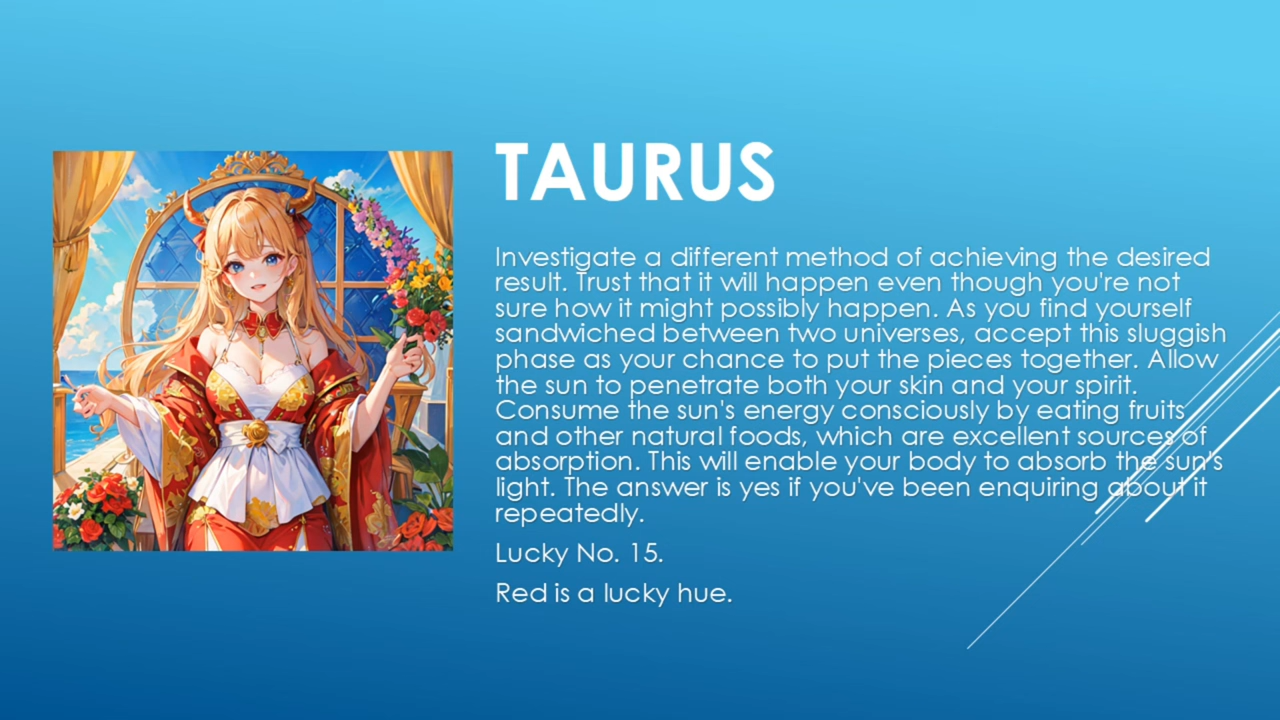 TAURUS
Investigate a different method of achieving the desired
result. Trust that it will happen even though you're not
sure how it might possibly happen. As you find yourself
sandwiched between two universes, accept this sluggish
phase as your chance to put the pieces together. Allow
the sun to penetrate both your skin and your spirit.
Consume the sun's energy consciously by eating fruits
and other natural foods, which are excellent sources of
absorption. This will enable your body to absorb the sun's
light. The answer is yes if you've been enquiring about it
repeatedly.
Lucky No. 15.
Red is a lucky hue.